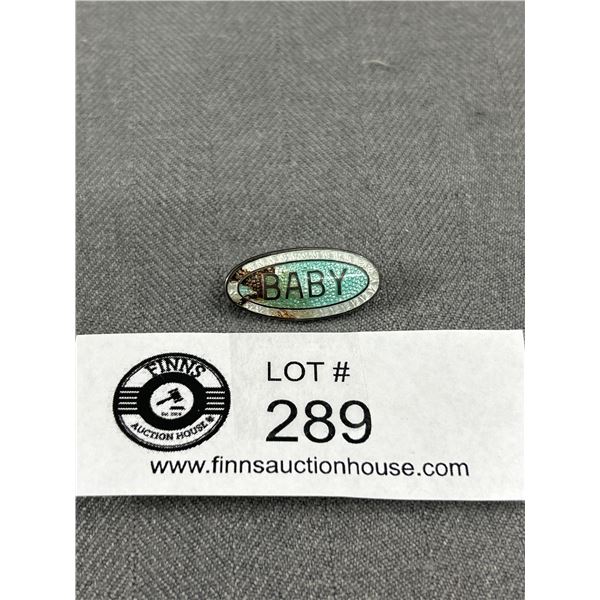 BABY
FINNS
AUCTION HOUSE
LOT #
289
www.finnsauctionhouse.com